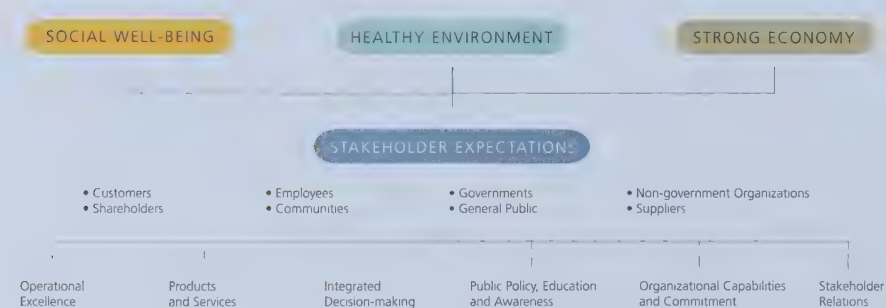 SOCIAL WELL-BEING HEALTHY ENVIRONMENT STRONG ECONOMY
STAKEHOLDER EXPECTATIONS
• Customers • Employees • Governments • Non-government Organizations
• Shareholders • Communities • General Public • Suppliers
Operational Products Integrated Public Policy, Education Organizational Capabilities Stakeholder
Excellence and Services Decision-making and Awareness and Commitment Relations